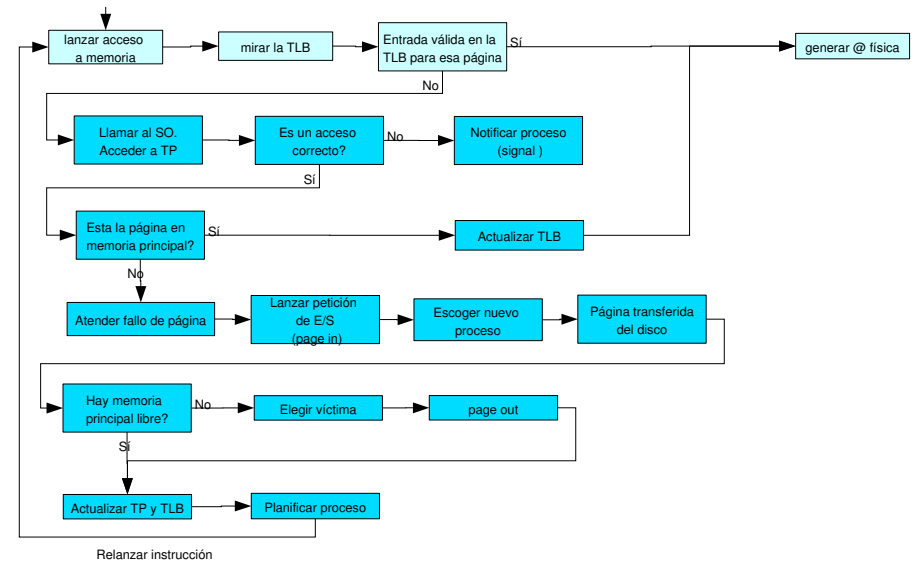 lanzar acceso
a memoria
mirar la TLB
Entrada válida en la
TLB para esa página
Sí
generar @ física
No
Llamar al SO.
Acceder a TP
Es un acceso
correcto?
No
Notificar proceso
(signal )
Sí
Esta la página en
memoria principal?
Sí
Actualizar TLB
No
Atender fallo de página
Lanzar petición
de E/S
(page in)
Escoger nuevo
proceso
Página transferida
del disco
Hay memoria
principal libre?
No
Elegir víctima
page out
Sí
Actualizar TP y TLB
Planificar proceso
Relanzar instrucción